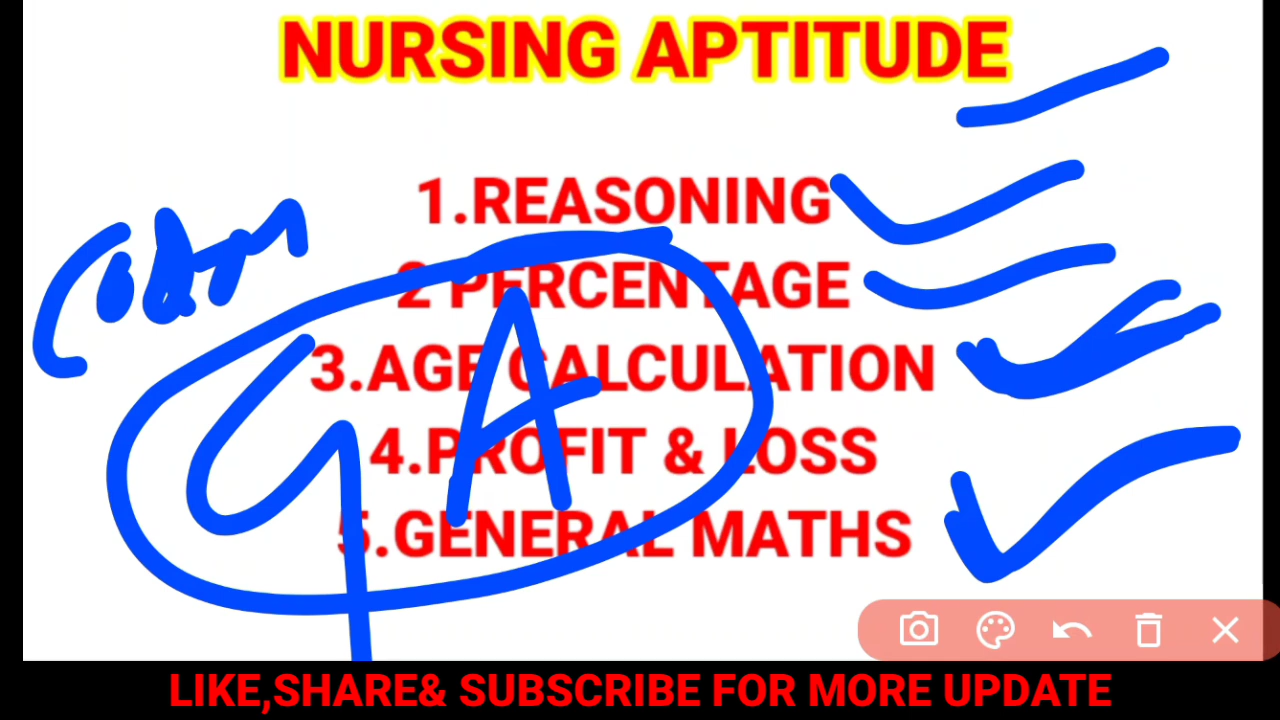 NURSING APTITUDE
1.REASONING
2 PERCENTAGE
3.AGE CALCULATION
4.PROFIT & LOSS
5.GENERAL MATHS
GA
LIKE,SHARE& SUBSCRIBE FOR MORE UPDATE